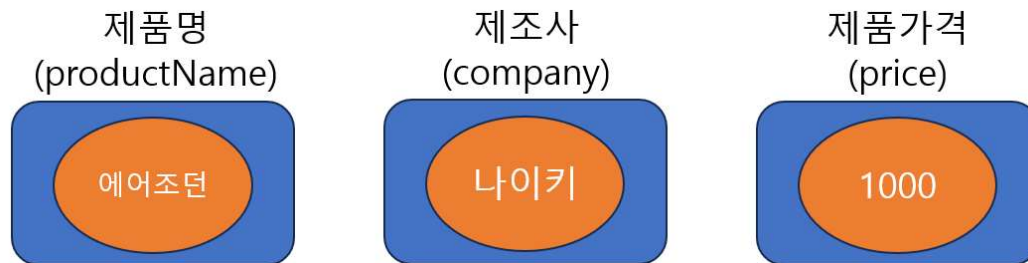 제품명
(productName)
제조사
(company)
제품가격
(price)
에어조던
나이키
1000